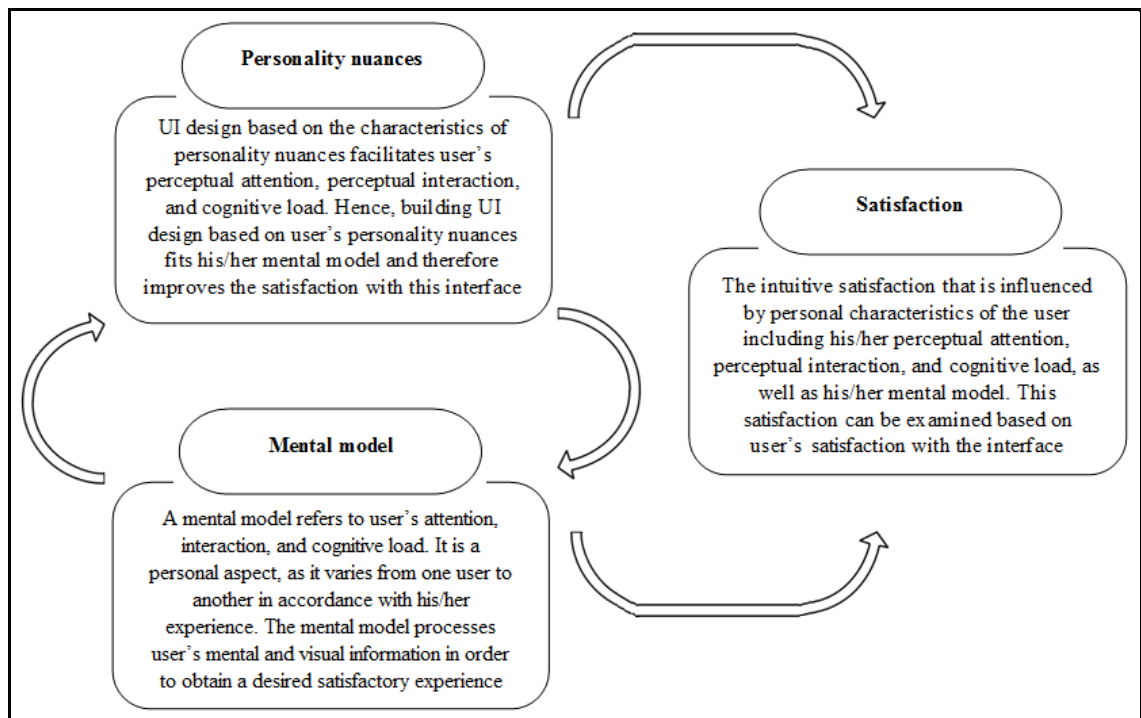 Personality nuances
UI design based on the characteristics of
personality nuances facilitates user's
perceptual attention, perceptual interaction,
and cognitive load. Hence, building UI
design based on user's personality nuances
fits his/her mental model and therefore
improves the satisfaction with this interface
Satisfaction
The intuitive satisfaction that is influenced
by personal characteristics of the user
including his/her perceptual attention,
perceptual interaction, and cognitive load, as
well as his/her mental model. This
satisfaction can be examined based on
user's satisfaction with the interface
Mental model
A mental model refers to user's attention,
interaction, and cognitive load. It is a
personal aspect, as it varies from one user to
another in accordance with his/her
experience. The mental model processes
user's mental and visual information in order
to obtain a desired satisfactory experience